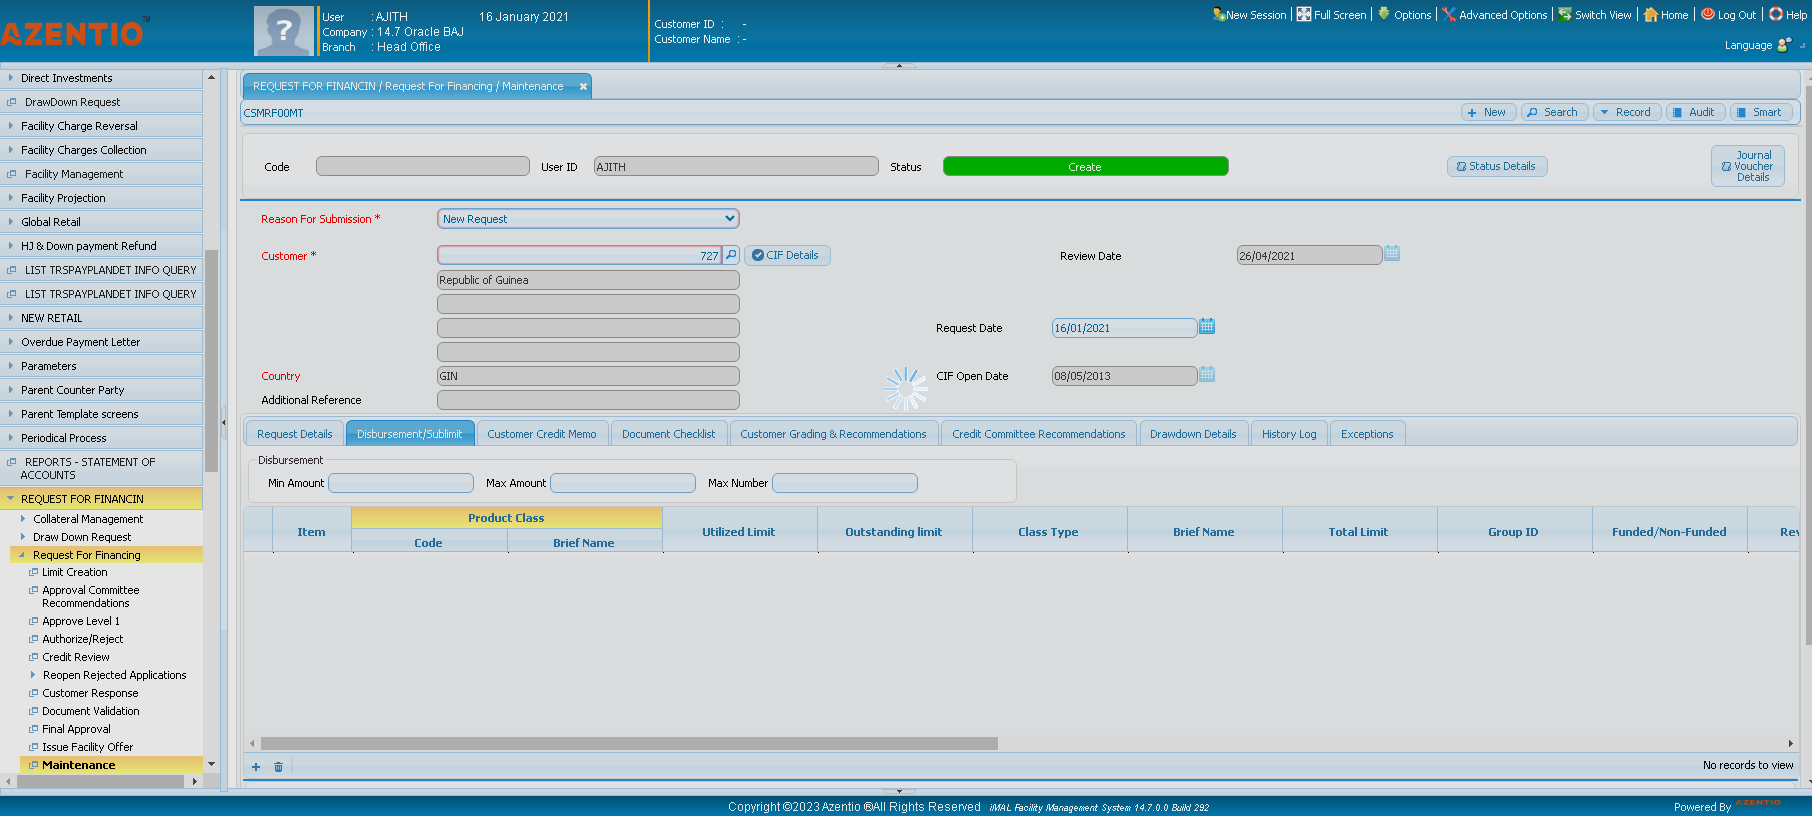 AZENTIO™
User : AJITH 16 January 2021
Company : 14.7 Oracle BAJ
Branch : Head Office
Customer ID : -
Customer Name : -
New Session Full Screen Options Advanced Options Switch View Home Log Out Help
Language
Direct Investments
DrawDown Request
Facility Charge Reversal
Facility Charges Collection
Facility Management
Facility Projection
Global Retail
HJ & Down payment Refund
LIST TRSPAYPLANDET INFO QUERY
LIST TRSPAYPLANDET INFO QUERY
NEW RETAIL
Overdue Payment Letter
Parameters
Parent Counter Party
Parent Template screens
Periodical Process
REPORTS - STATEMENT OF
ACCOUNTS
REQUEST FOR FINANCIN
Collateral Management
Draw Down Request
Request For Financing
Limit Creation
Approval Committee
Recommendations
Approve Level 1
Authorize/Reject
Credit Review
Reopen Rejected Applications
Customer Response
Document Validation
Final Approval
Issue Facility Offer
Maintenance
REQUEST FOR FINANCIN / Request For Financing / Maintenance
CSMRF00MT
New Search Record Audit Smart
Code User ID AJITH Status Create Status Details
Journal
Voucher
Details
Reason For Submission * New Request
Customer * 727 CIF Details Review Date 26/04/2021
Republic of Guinea
Request Date 16/01/2021
Country GIN CIF Open Date 08/05/2013
Additional Reference
Request Details Disbursement/Sublimit Customer Credit Memo Document Checklist Customer Grading & Recommendations Credit Committee Recommendations Drawdown Details History Log Exceptions
Disbursement
Min Amount Max Amount Max Number
Product Class
Item Code Brief Name Utilized Limit Outstanding limit Class Type Brief Name Total Limit Group ID Funded/Non-Funded Rev
No records to view
Copyright ©2023 Azentio ®All Rights Reserved iMAL Facility Management System 14.7.0.0 Build 292
Powered By AZENTIO